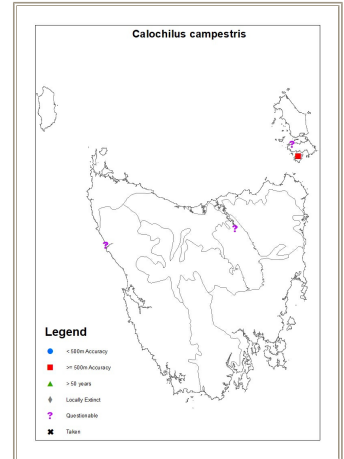 Calochilus campestris
Legend
< 500m Accuracy
>= 500m Accuracy
> 50 years
Locally Extinct
? Questionable
Taken